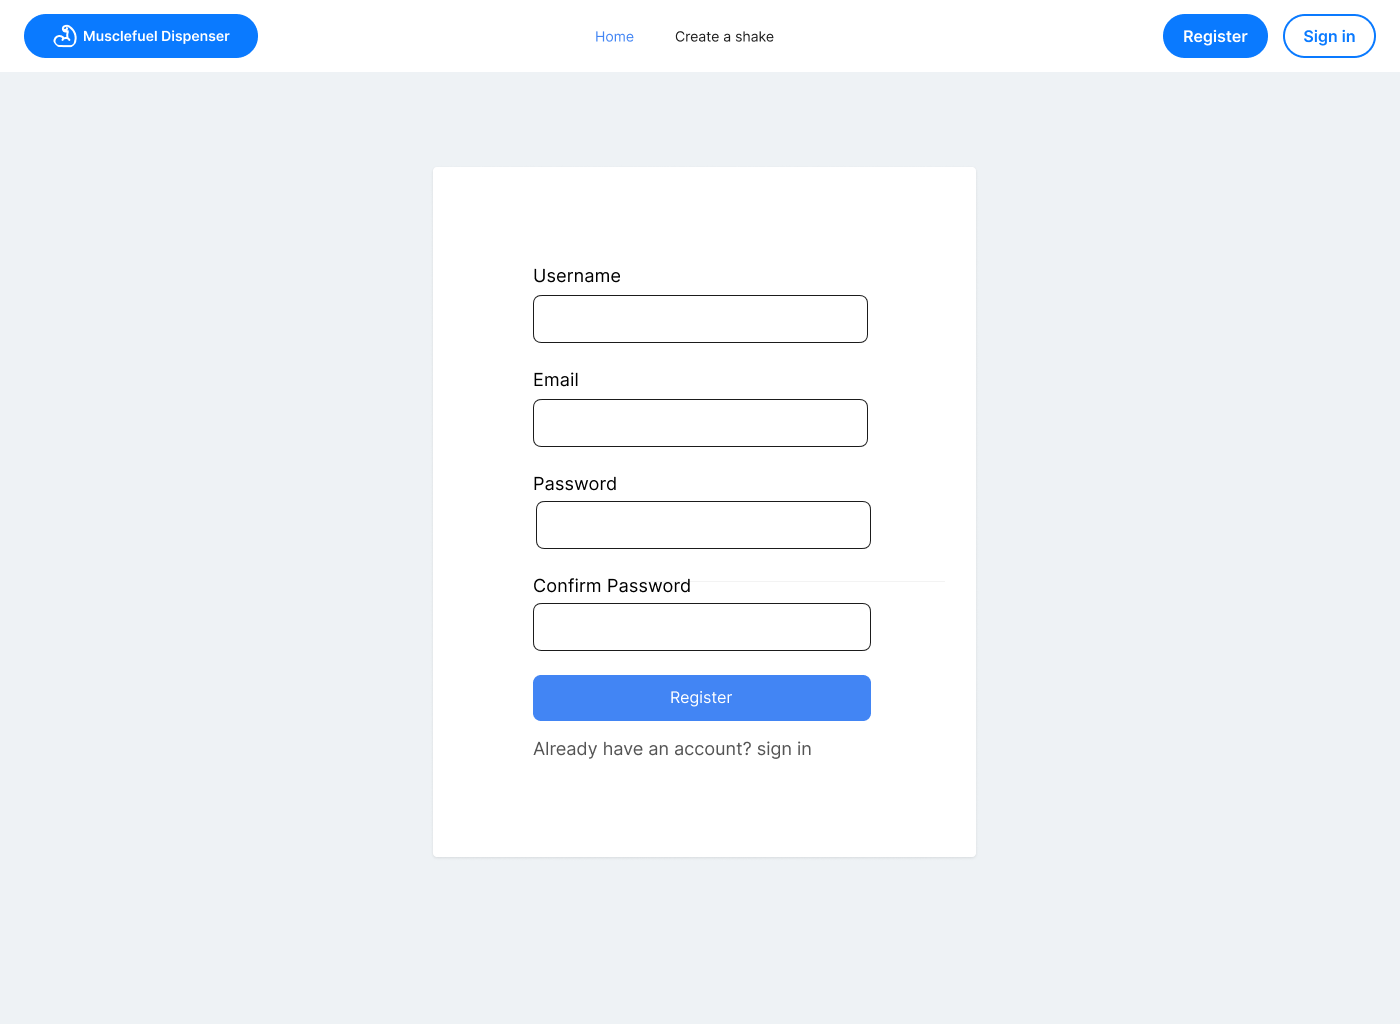 Musclefuel Dispenser
Home
Create a shake
Register
Sign in
Username
Email
Password
Confirm Password
Register
Already have an account? sign in